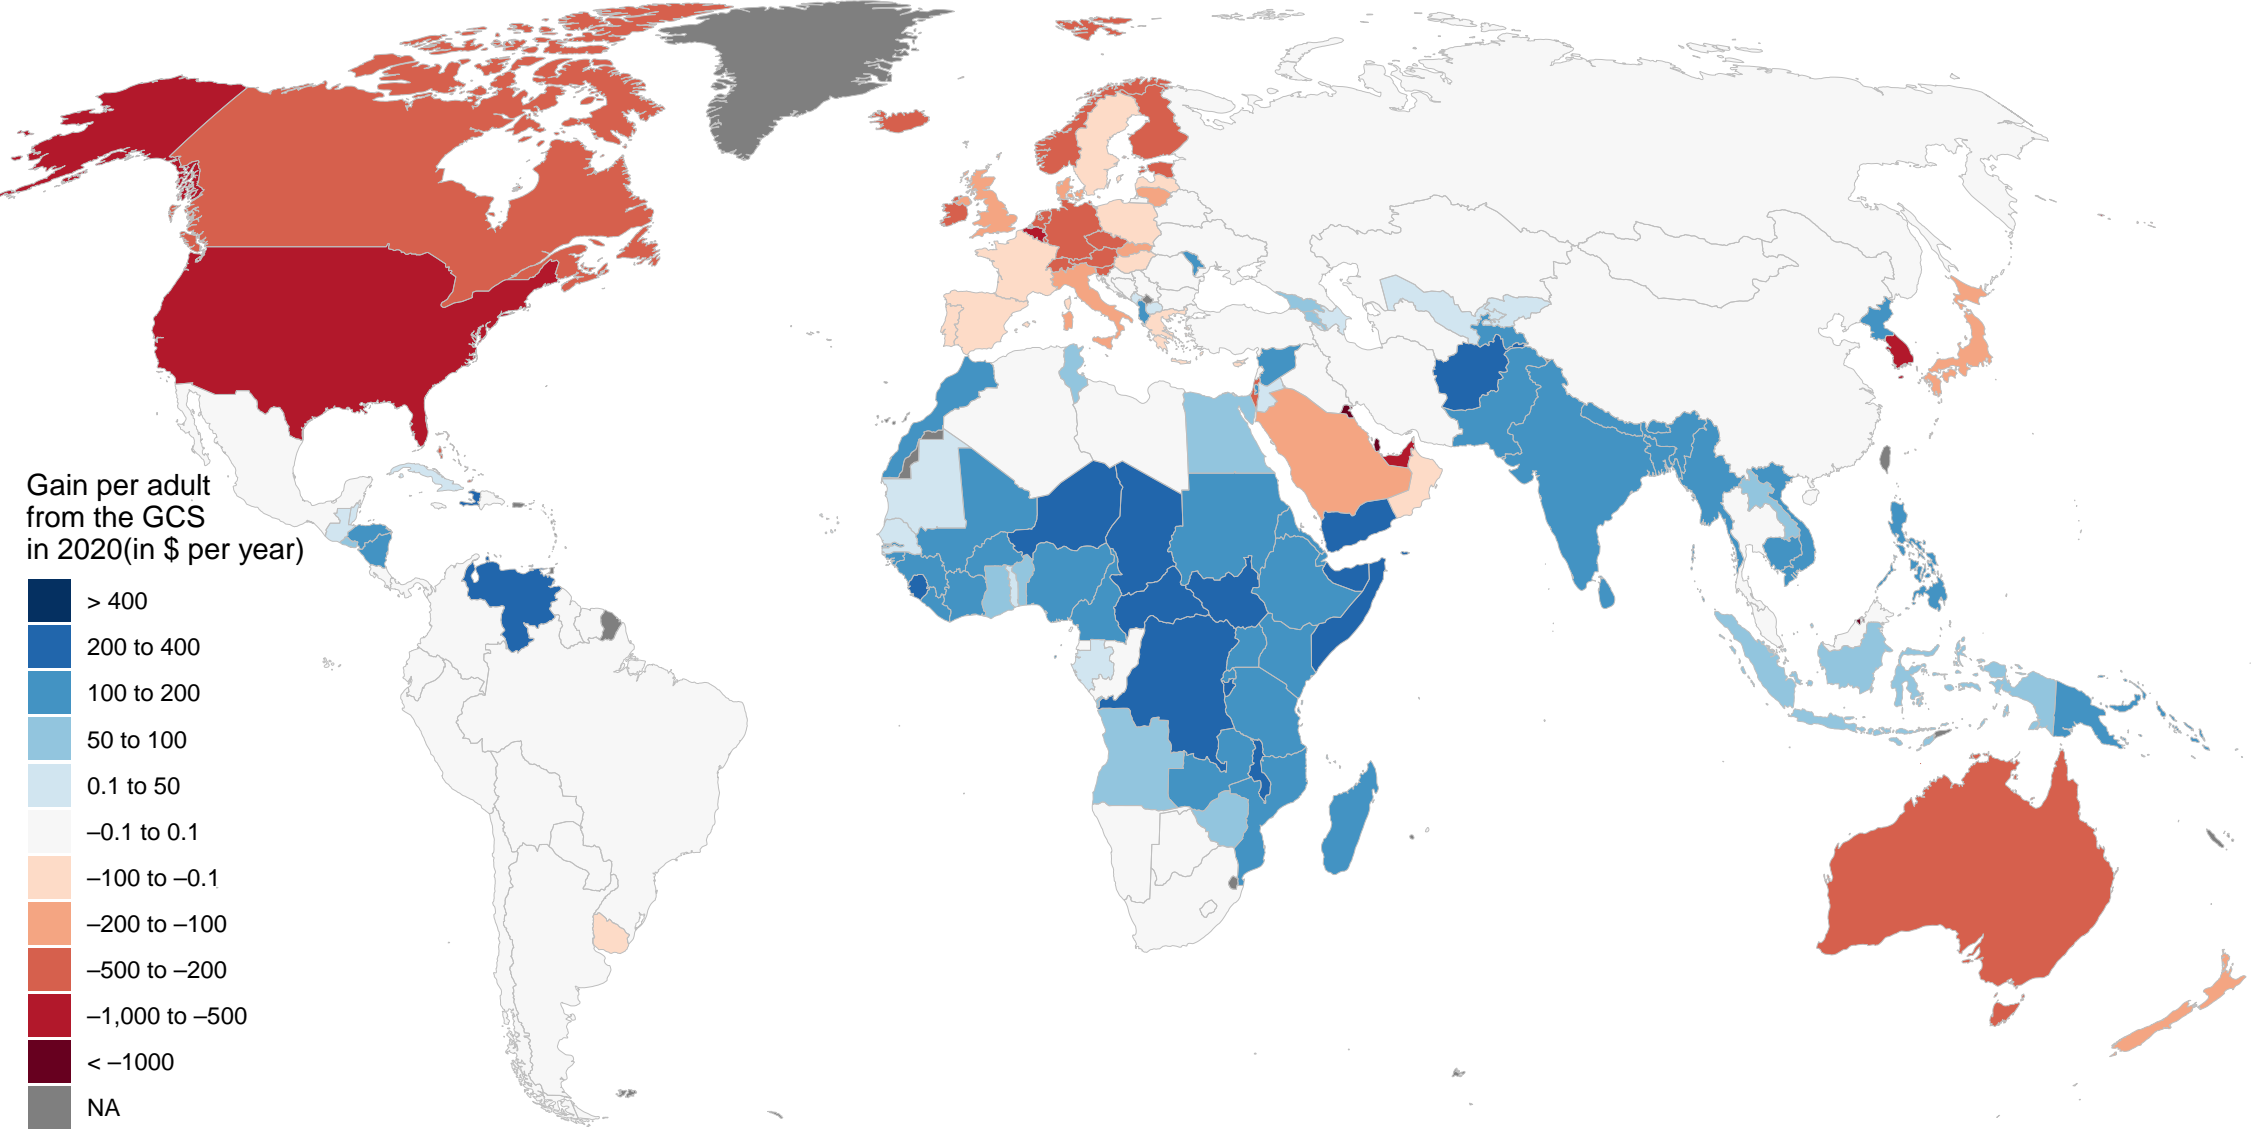 Gain per adult
from the GCS
in 2020(in $ per year)
> 400
200 to 400
100 to 200
50 to 100
0.1 to 50
–0.1 to 0.1
–100 to –0.1
–200 to –100
–500 to –200
–1,000 to –500
< –1000
NA